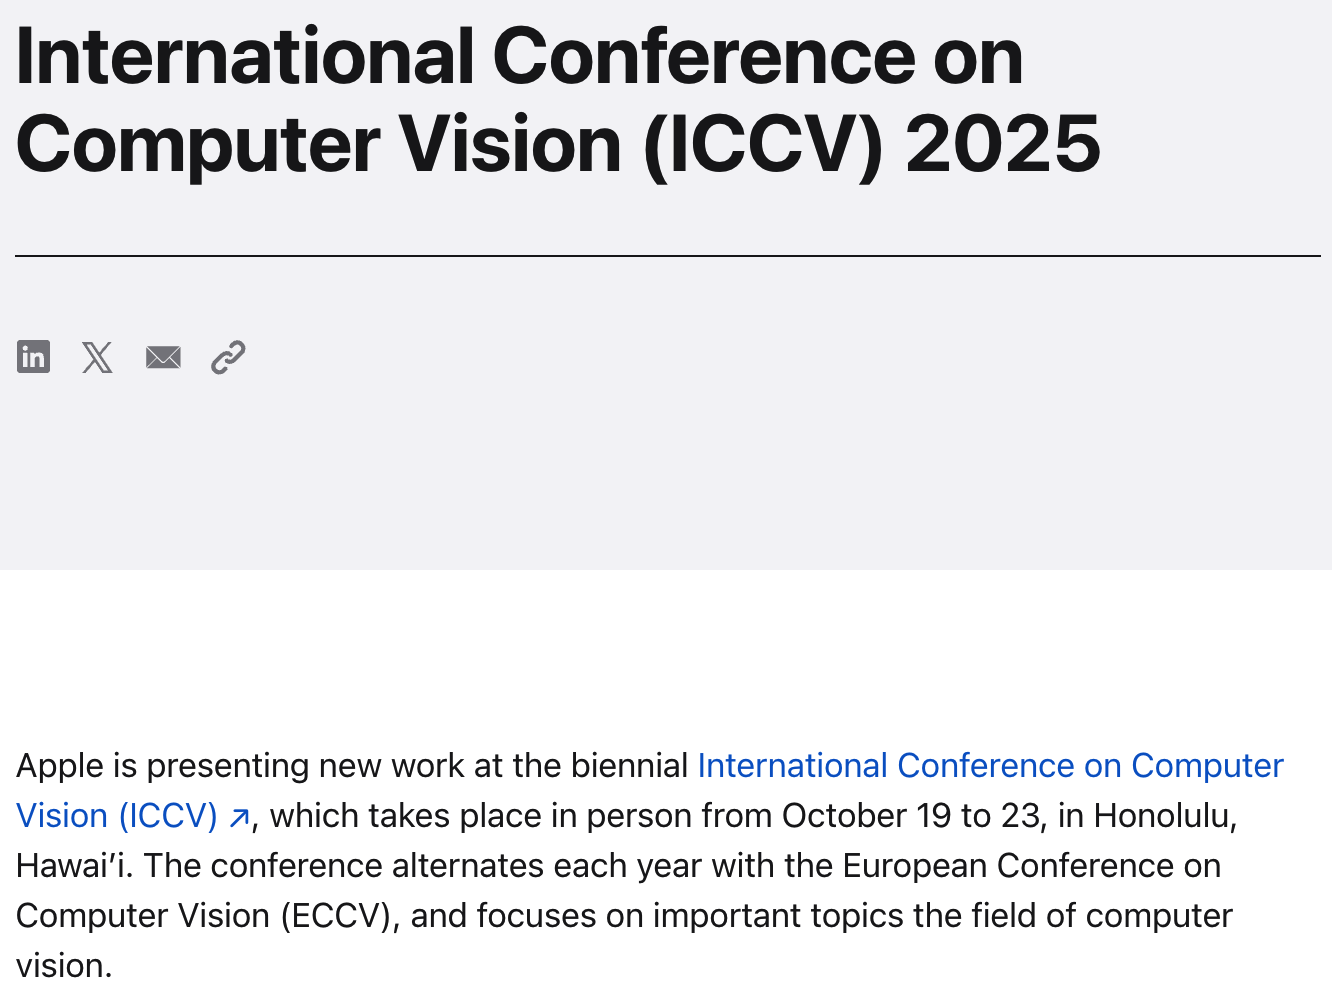 International Conference on
Computer Vision (ICCV) 2025
in
Apple is presenting new work at the biennial International Conference on Computer
Vision (ICCV) ↗, which takes place in person from October 19 to 23, in Honolulu,
Hawai′i. The conference alternates each year with the European Conference on
Computer Vision (ECCV), and focuses on important topics the field of computer
vision.